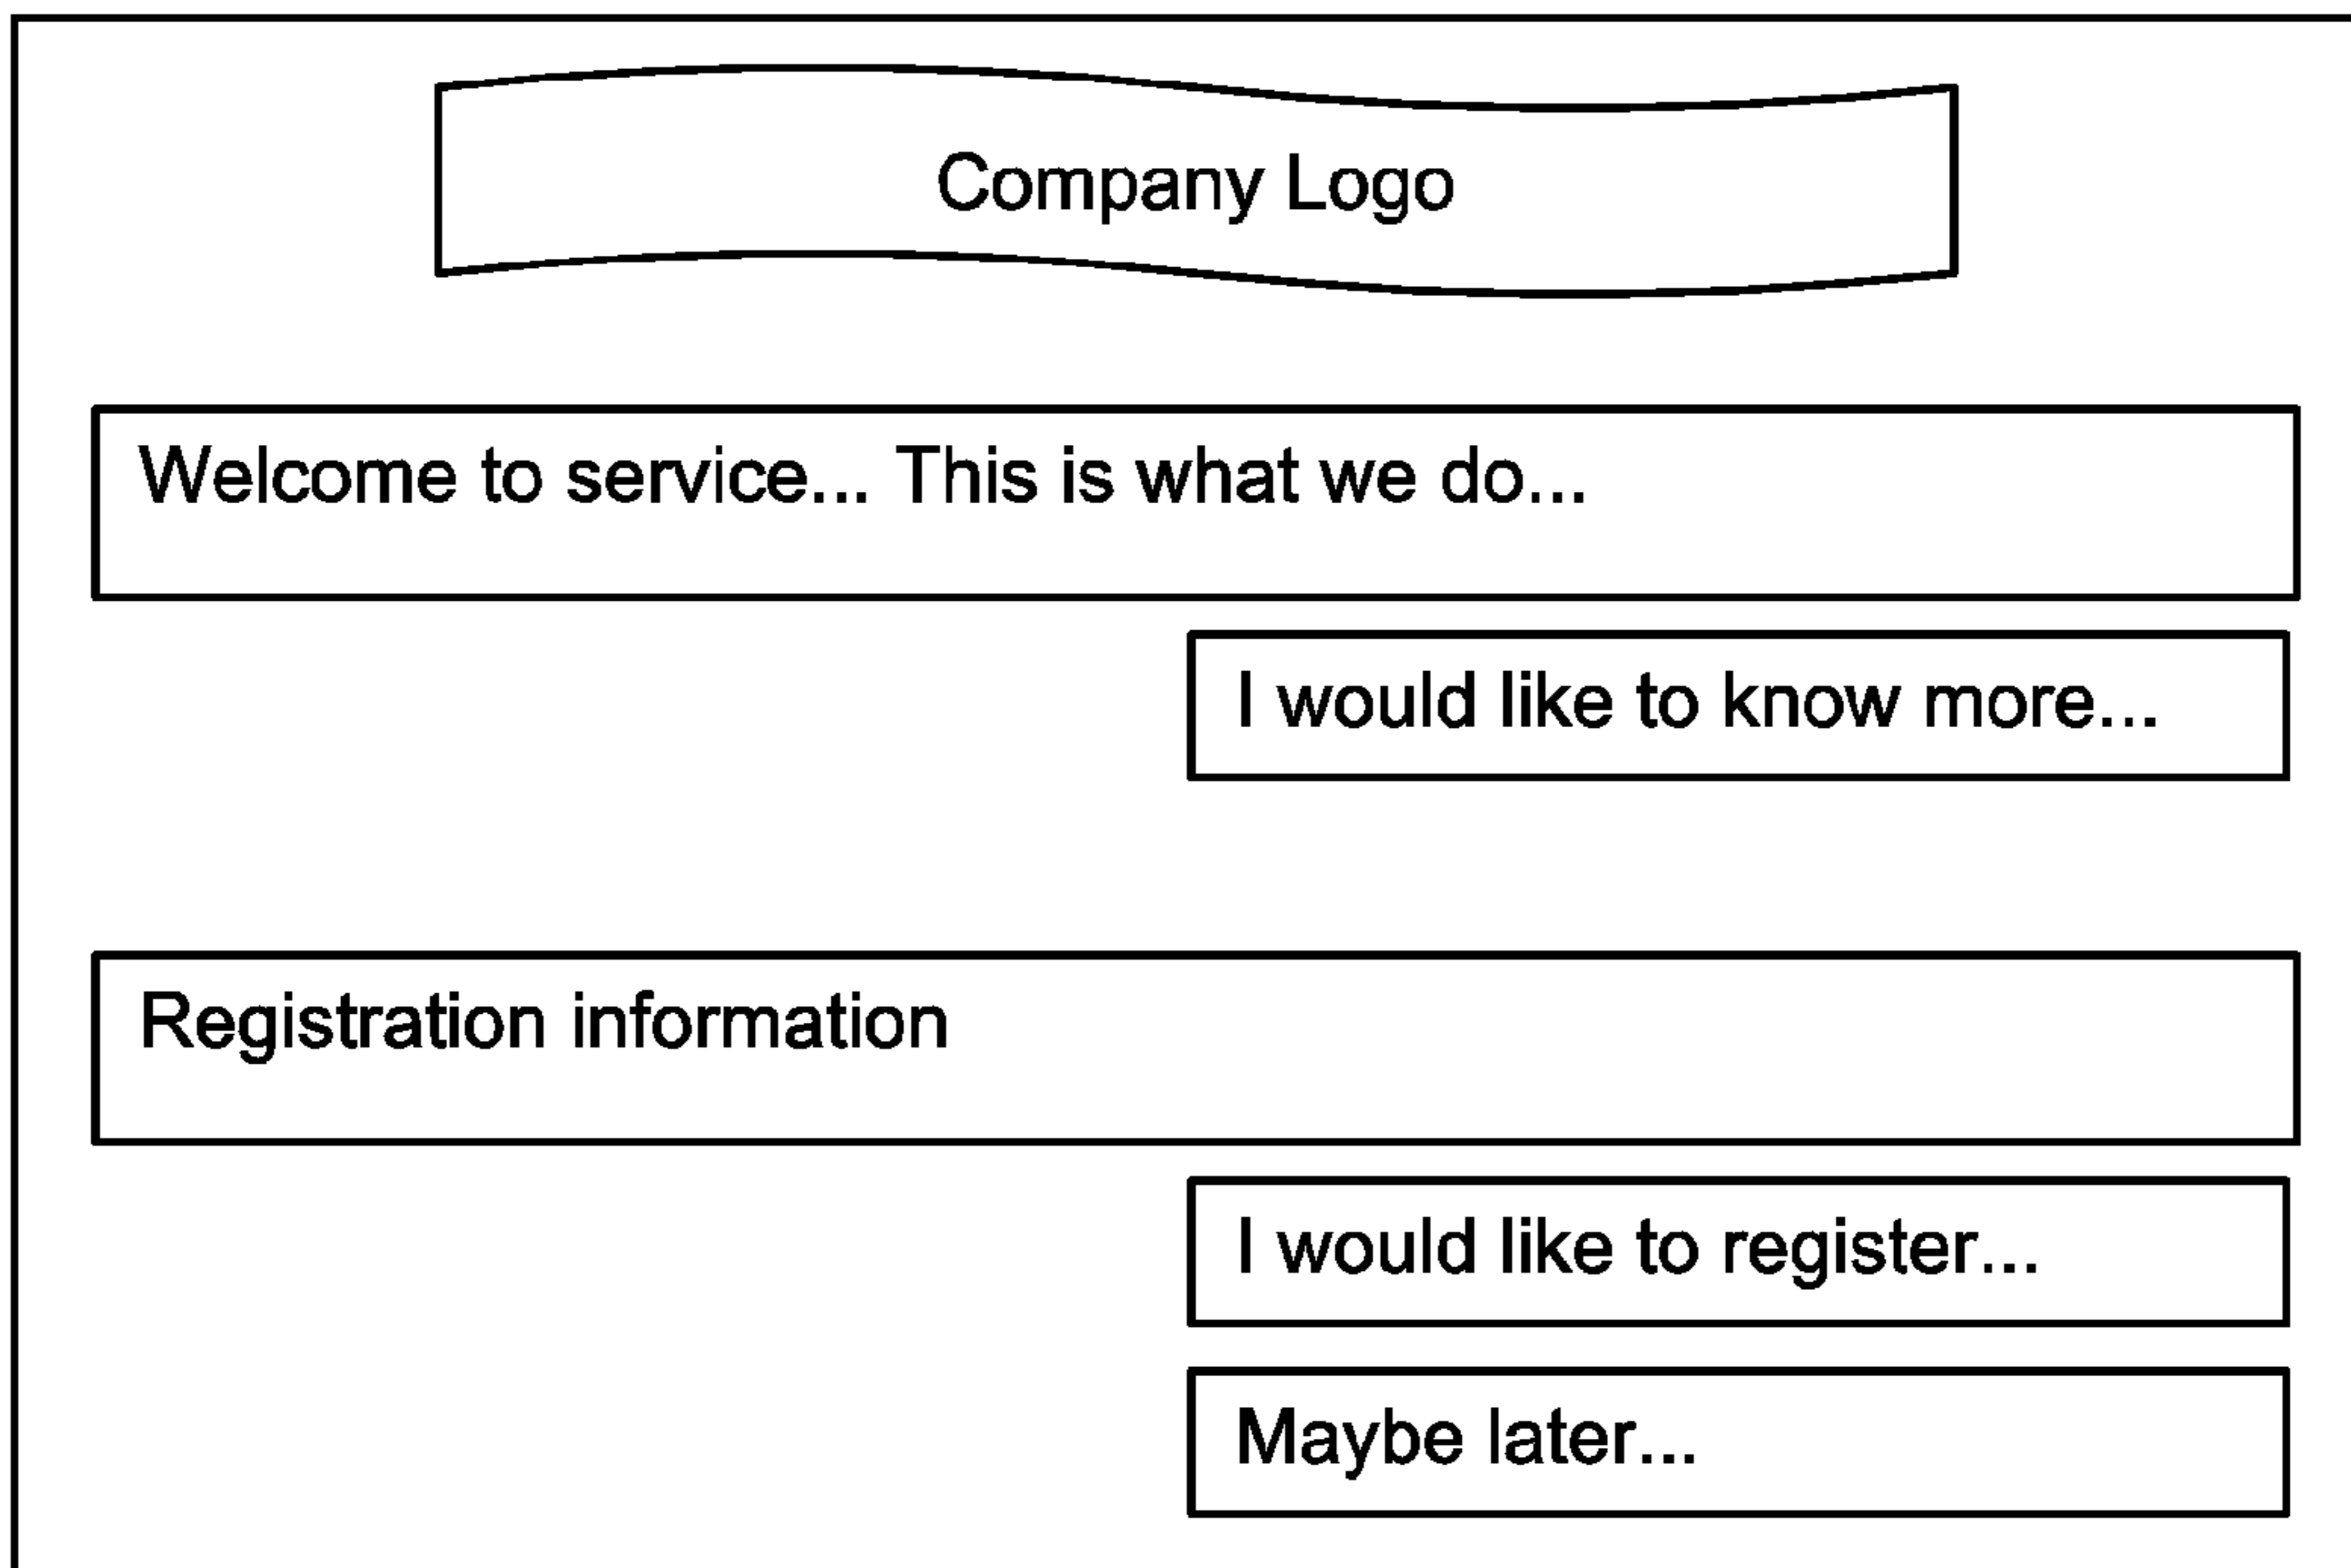 Company Logo
Welcome to service... This is what we do...
I would like to know more...
Registration information
I would like to register...
Maybe later...